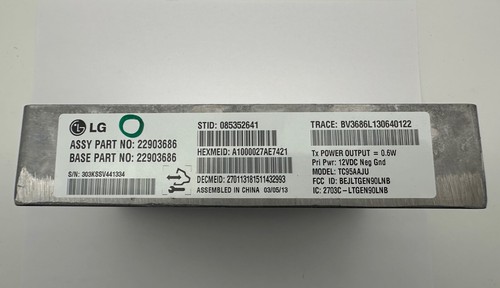 LG
ASSY PART NO: 22903686
BASE PART NO: 22903686
S/N: 303KSSV441334
STID: 085352641
HEXMEID: A1000027AE7421
DECMEID: 270113181511432993
ASSEMBLED IN CHINA 03/05/13
TRACE: BV3686L130640122
Tx POWER OUTPUT = 0.6W
Pri Pwr: 12VDC Neg Gnd
MODEL: TC95AAJU
FCC ID: BEJLTGEN90LNB
IC: 2703C-LTGEN90LNB